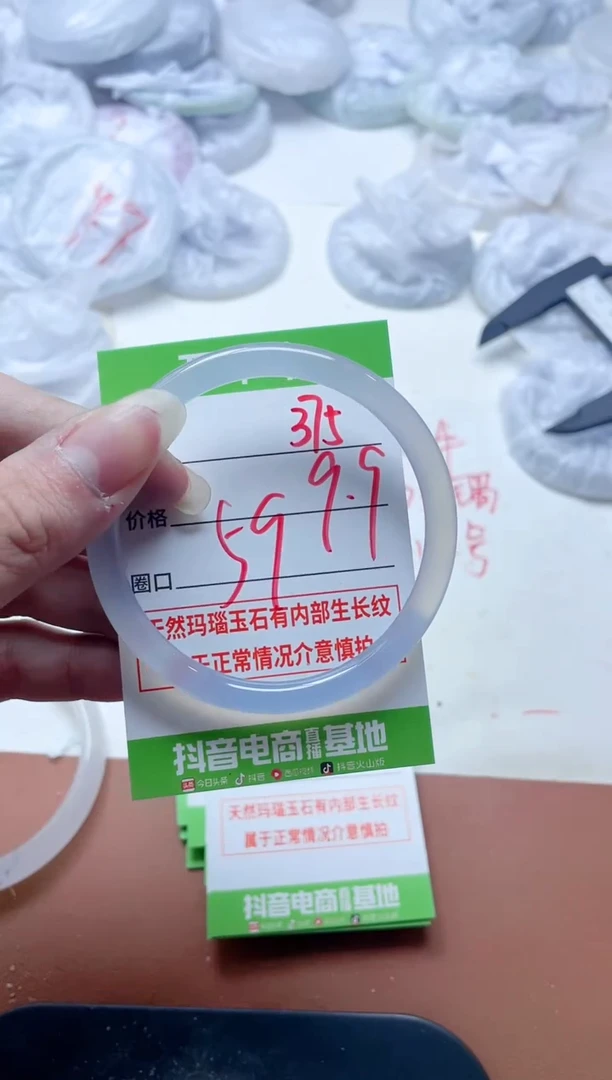 375
9.9
价格
59
圈口
天然玛瑙玉石有内部生长纹
于正常情况介意慎拍
抖音电商直播基地
今日头条 抖音 西瓜视频 抖音火山版
天然玛瑙玉石有内部生长纹
属于正常情况介意慎拍
抖音电商直播基地
号